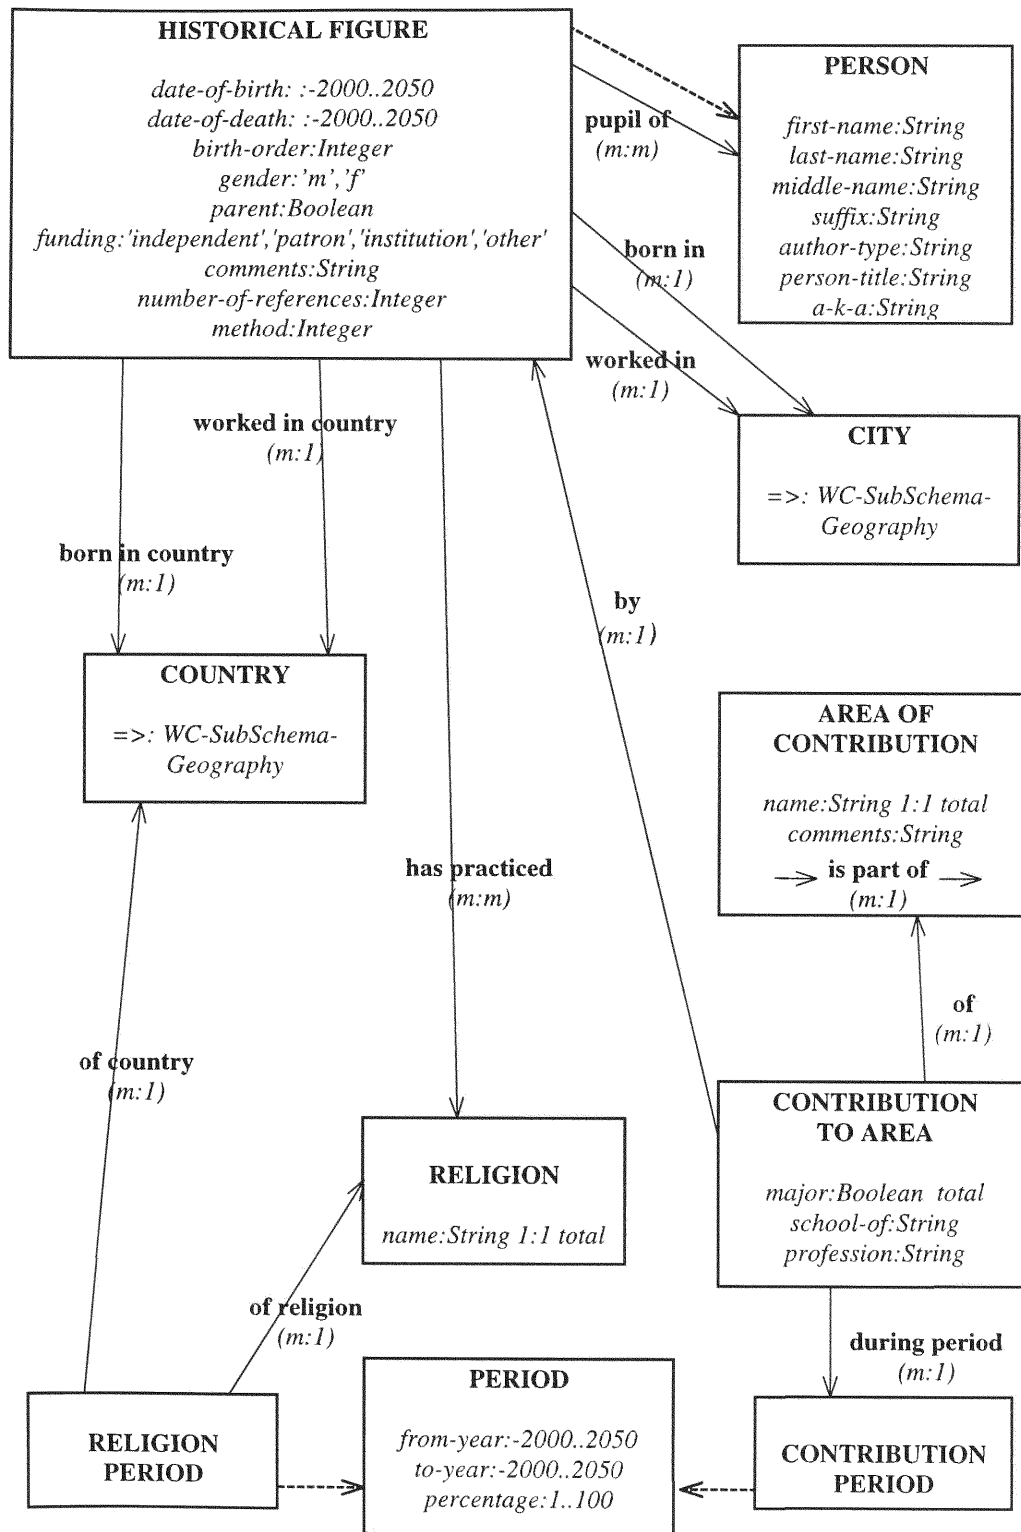 HISTORICAL FIGURE
date-of-birth: :-2000..2050
date-of-death: :-2000..2050
birth-order:Integer
gender:'m','f'
parent:Boolean
funding:'independent','patron','institution','other'
comments:String
number-of-references:Integer
method:Integer
PERSON
first-name:String
last-name:String
middle-name:String
suffix:String
author-type:String
person-title:String
a-k-a:String
pupil of
(m:m)
born in
(m:1)
worked in
(m:1)
CITY
=>: WC-SubSchema-
Geography
worked in country
(m:1)
born in country
(m:1)
by
(m:1)
COUNTRY
=>: WC-SubSchema-
Geography
AREA OF
CONTRIBUTION
name:String 1:1 total
comments:String
is part of
(m:1)
has practiced
(m:m)
of
(m:1)
of country
(m:1)
CONTRIBUTION
TO AREA
major:Boolean total
school-of:String
profession:String
RELIGION
name:String 1:1 total
of religion
(m:1)
during period
(m:1)
PERIOD
from-year:-2000..2050
to-year:-2000..2050
percentage:1..100
RELIGION
PERIOD
CONTRIBUTION
PERIOD